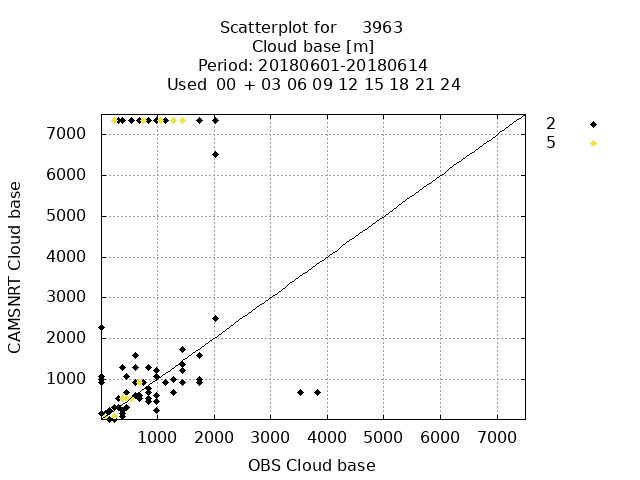 Scatterplot for 3963
Cloud base [m]
Period: 20180601-20180614
Used 00 + 03 06 09 12 15 18 21 24
2
5
7000
6000
5000
4000
3000
2000
1000
CAMSNRT Cloud base
1000 2000 3000 4000 5000 6000 7000
OBS Cloud base